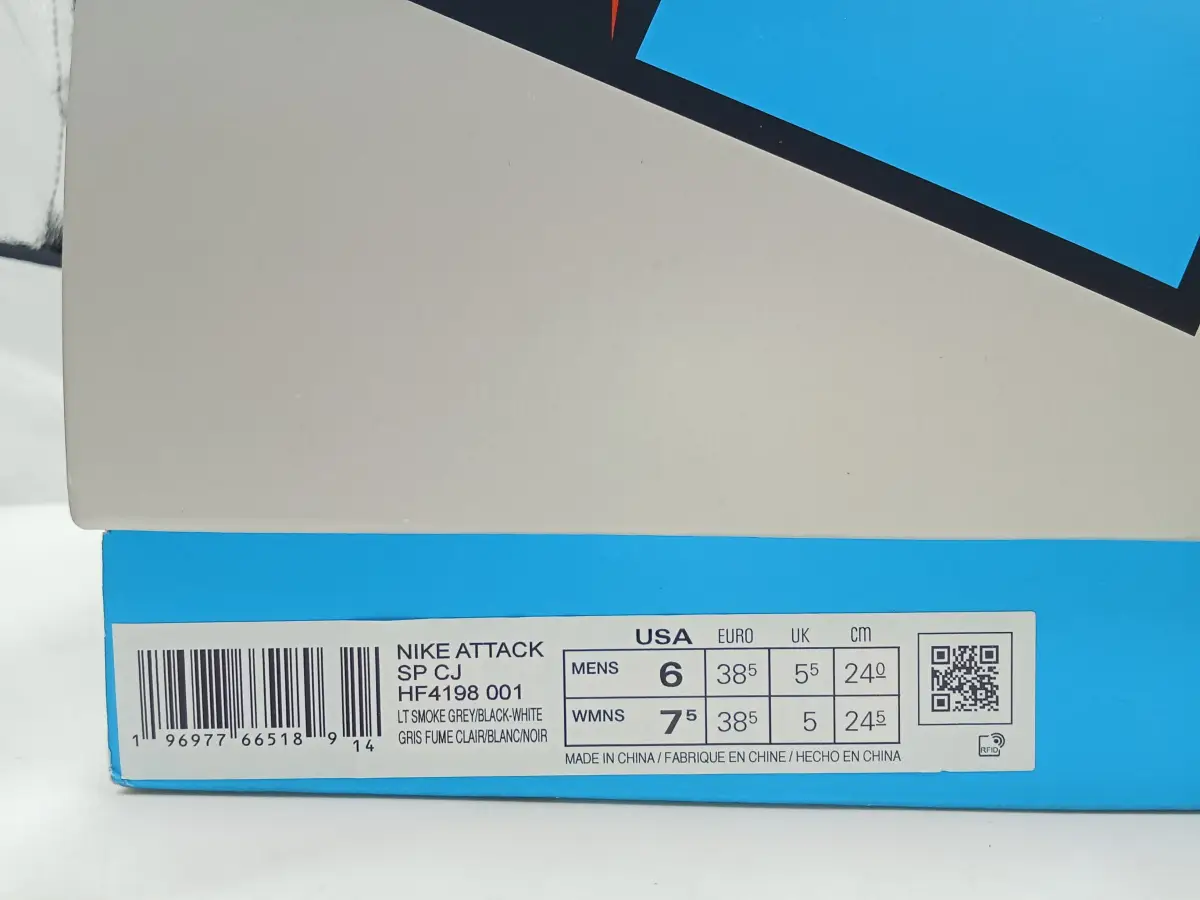 NIKE ATTACK
SP CJ
HF4198 001
LT SMOKE GREY/BLACK-WHITE
GRIS FUME CLAIR/BLANC/NOIR
1 96977 66518 9 14
USA EURO UK cm
MENS 6 38⁵ 5⁵ 24⁰
WMNS 7⁵ 38⁵ 5 24⁵
MADE IN CHINA / FABRIQUE EN CHINE / HECHO EN CHINA
RFID